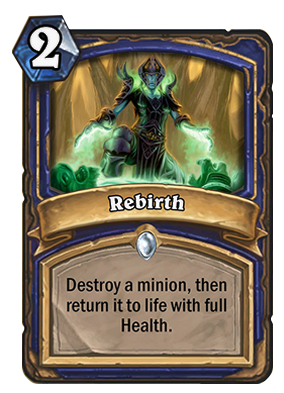 2
Rebirth
Destroy a minion, then
return it to life with full
Health.